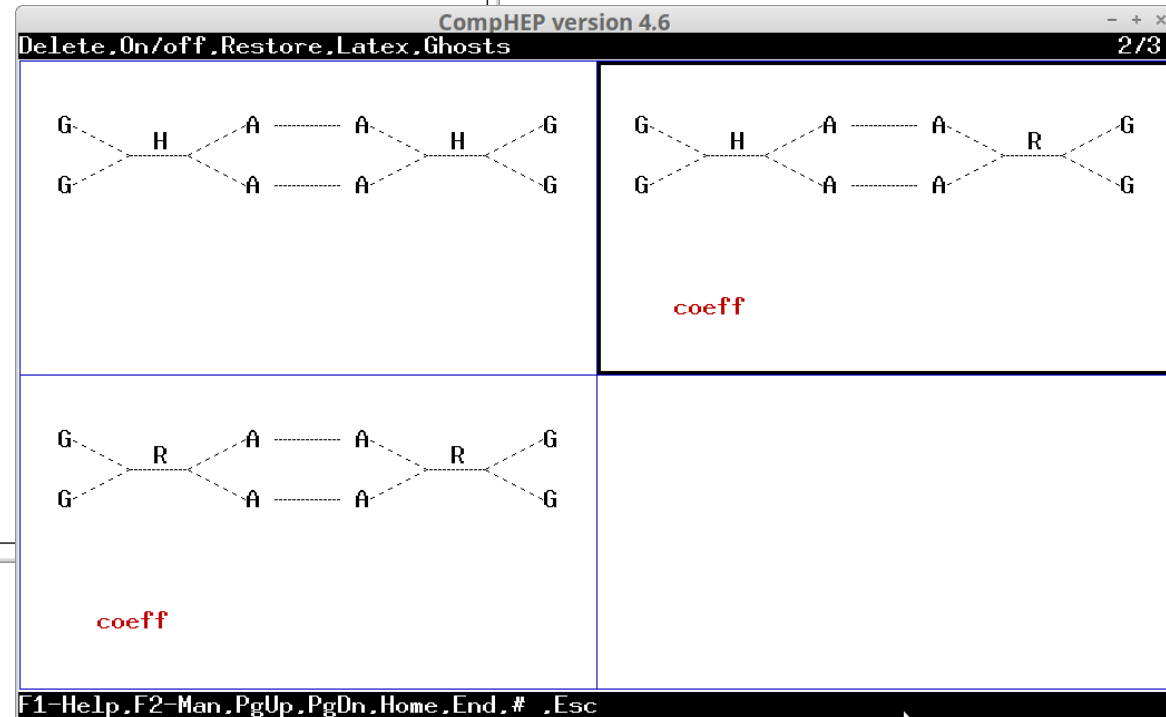 CompHEP version 4.6 - + ×
Delete,On/off,Restore,Latex,Ghosts 2/3
G H A A H G
G A A G
G H A A R G
G A A G
coeff
G R A A R G
G A A G
coeff
F1-Help,F2-Man,PgUp,PgDn,Home,End,# ,Esc